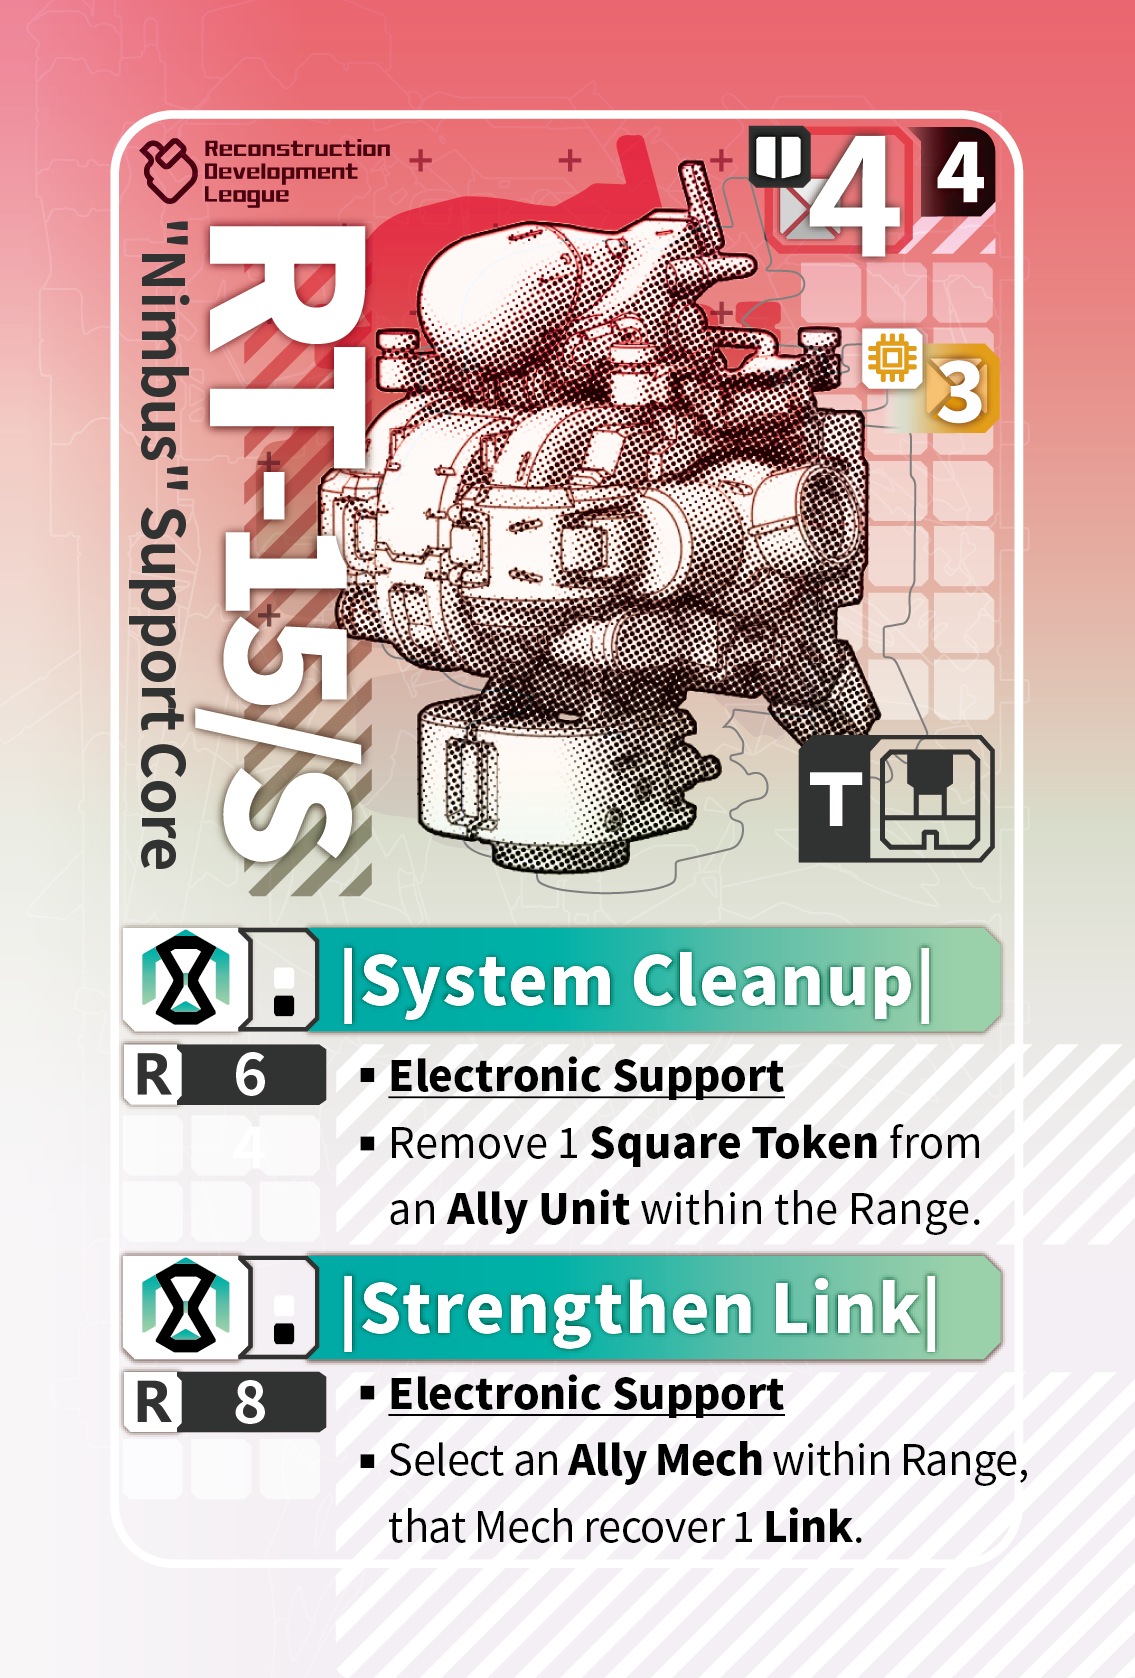 Reconstruction
Development
League
RT-15/S
"Nimbus" Support Core
4
4
3
T
|System Cleanup|
R 6
4
▪ Electronic Support
▪ Remove 1 Square Token from
an Ally Unit within the Range.
|Strengthen Link|
R 8
▪ Electronic Support
▪ Select an Ally Mech within Range,
that Mech recover 1 Link.